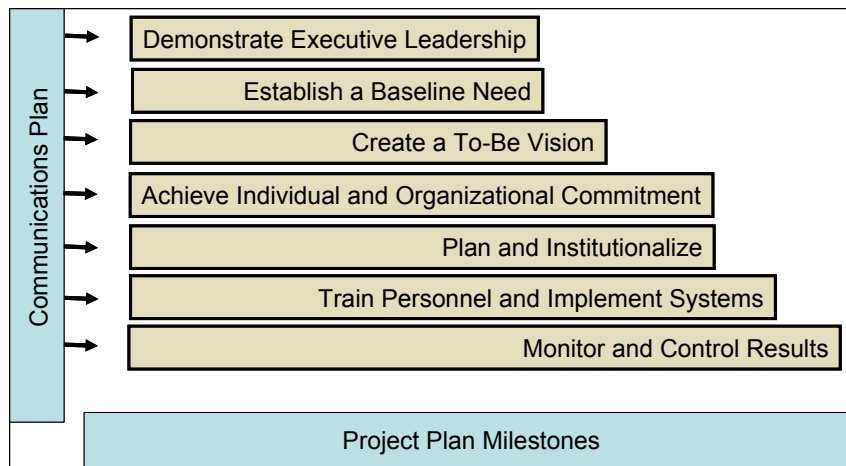 Communications Plan
Demonstrate Executive Leadership
Establish a Baseline Need
Create a To-Be Vision
Achieve Individual and Organizational Commitment
Plan and Institutionalize
Train Personnel and Implement Systems
Monitor and Control Results
Project Plan Milestones